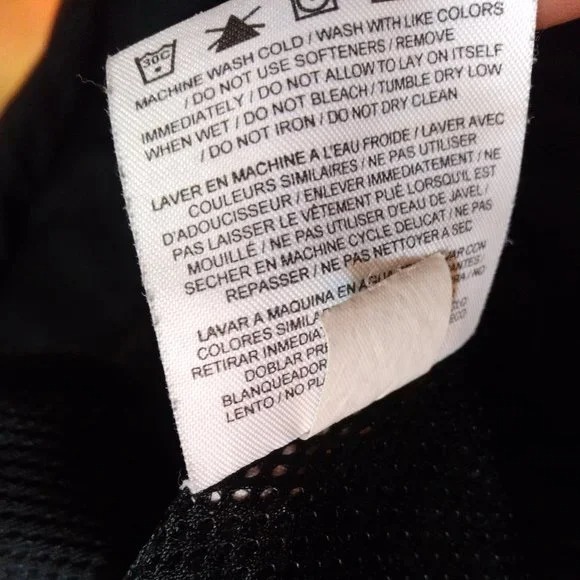 30C
MACHINE WASH COLD / WASH WITH LIKE COLORS
/ DO NOT USE SOFTENERS / REMOVE
IMMEDIATELY / DO NOT ALLOW TO LAY ON ITSELF
WHEN WET / DO NOT BLEACH / TUMBLE DRY LOW
/ DO NOT IRON / DO NOT DRY CLEAN
LAVER EN MACHINE A L'EAU FROIDE / LAVER AVEC
COULEURS SIMILAIRES / NE PAS UTILISER
D'ADOUCISSEUR / ENLEVER IMMEDIATEMENT / NE
PAS LAISSER LE VÊTEMENT PLIÉ LORSQU'IL EST
MOUILLÉ / NE PAS UTILISER D'EAU DE JAVEL /
SECHER EN MACHINE CYCLE DELICAT / NE PAS
REPASSER / NE PAS NETTOYER A SEC
LAVAR A MAQUINA EN AGUA CON
COLORES
RETIRAR / NO
DOBLAR
BLANQUEADOR
LENTO / NO